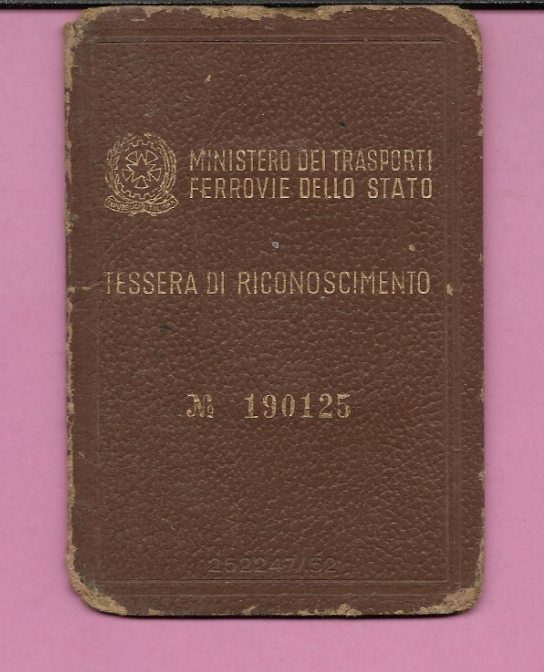 MINISTERO DEI TRASPORTI
FERROVIE DELLO STATO
TESSERA DI RICONOSCIMENTO
№ 190125
252247/52